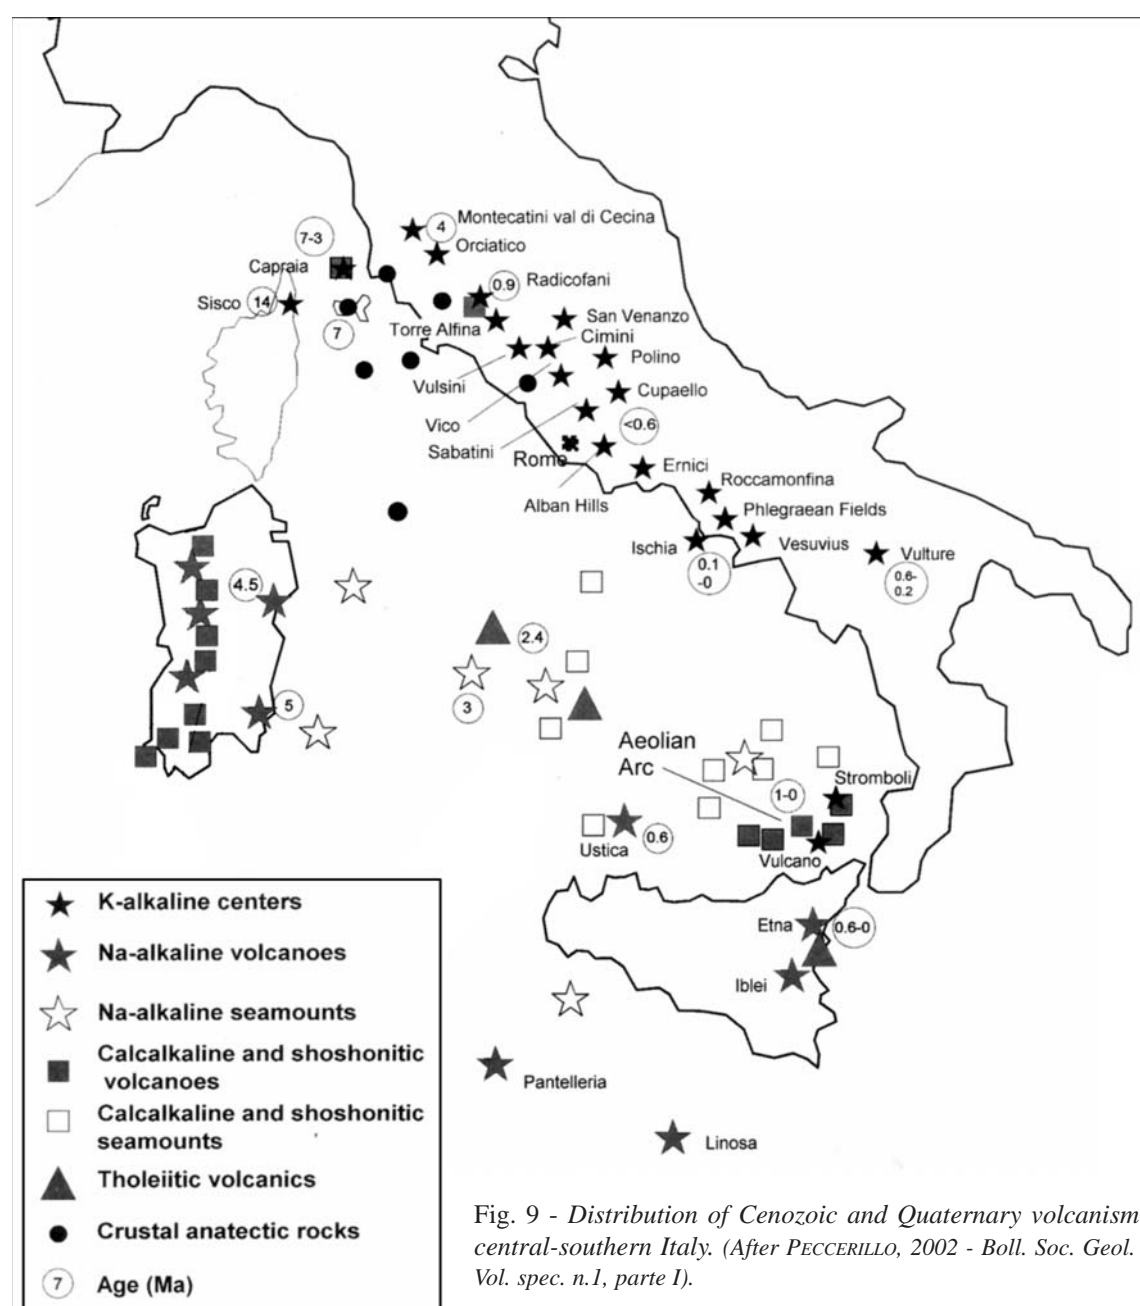 Montecatini val di Cecina
4
7-3
Orciatico
Capraia
Radicofani
0.9
Sisco
14
San Venanzo
7
Torre Alfina
Cimini
Polino
Vulsini
Cupaello
Vico
<0.6
Sabatini
Rome
Ernici
Roccamonfina
Alban Hills
Phlegraean Fields
Ischia
Vesuvius
Vulture
0.1
-0
0.6-
0.2
4.5
2.4
3
5
Aeolian
Arc
Stromboli
1-0
Ustica
0.6
Vulcano
Etna
0.6-0
Iblei
Pantelleria
Linosa
K-alkaline centers
Na-alkaline volcanoes
Na-alkaline seamounts
Calcalkaline and shoshonitic
volcanoes
Calcalkaline and shoshonitic
seamounts
Tholeiitic volcanics
Crustal anatectic rocks
7 Age (Ma)
Fig. 9 - Distribution of Cenozoic and Quaternary volcanism
central-southern Italy. (After PECCERILLO, 2002 - Boll. Soc. Geol.
Vol. spec. n.1, parte I).